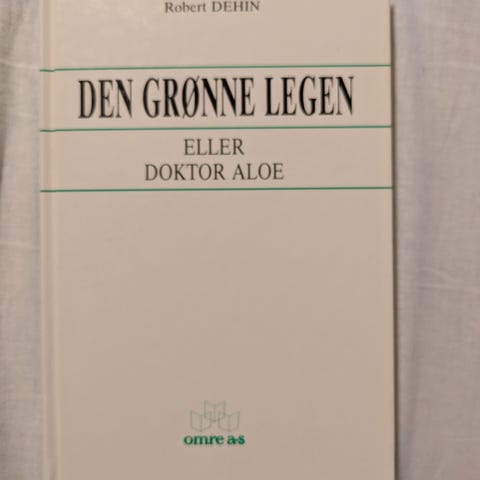 Robert DEHIN
DEN GRØNNE LEGEN
ELLER
DOKTOR ALOE
omre a·s